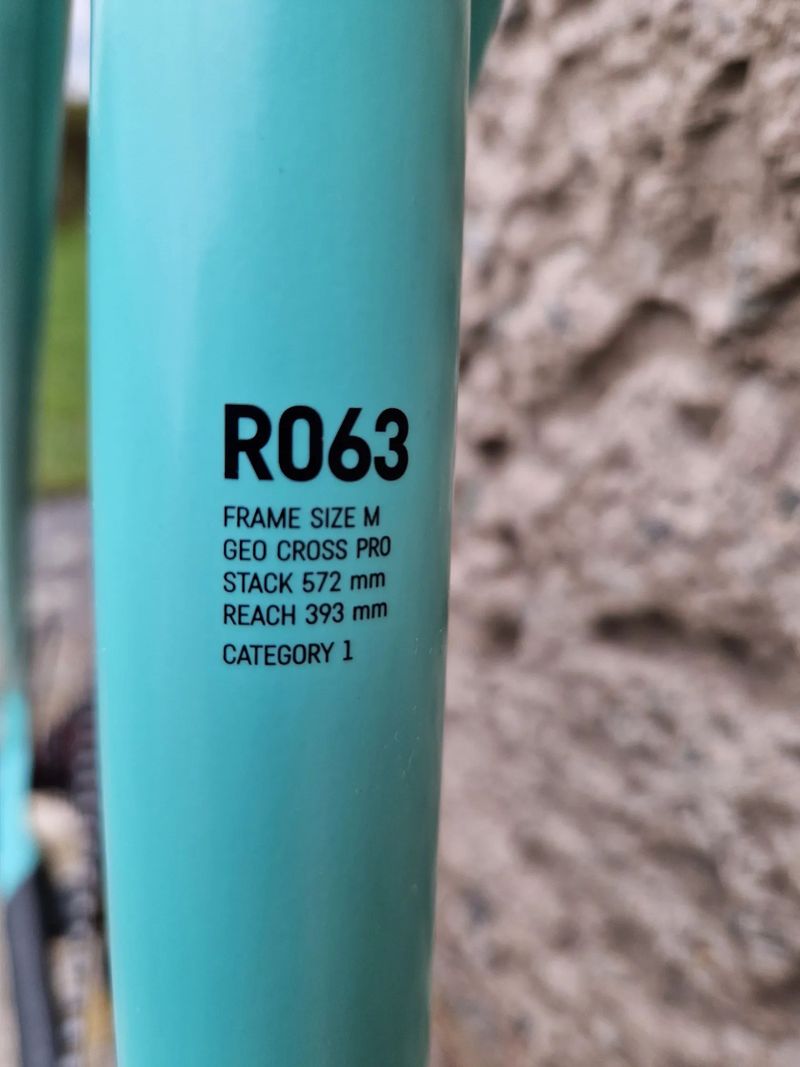 R063
FRAME SIZE M
GEO CROSS PRO
STACK 572 mm
REACH 393 mm
CATEGORY 1